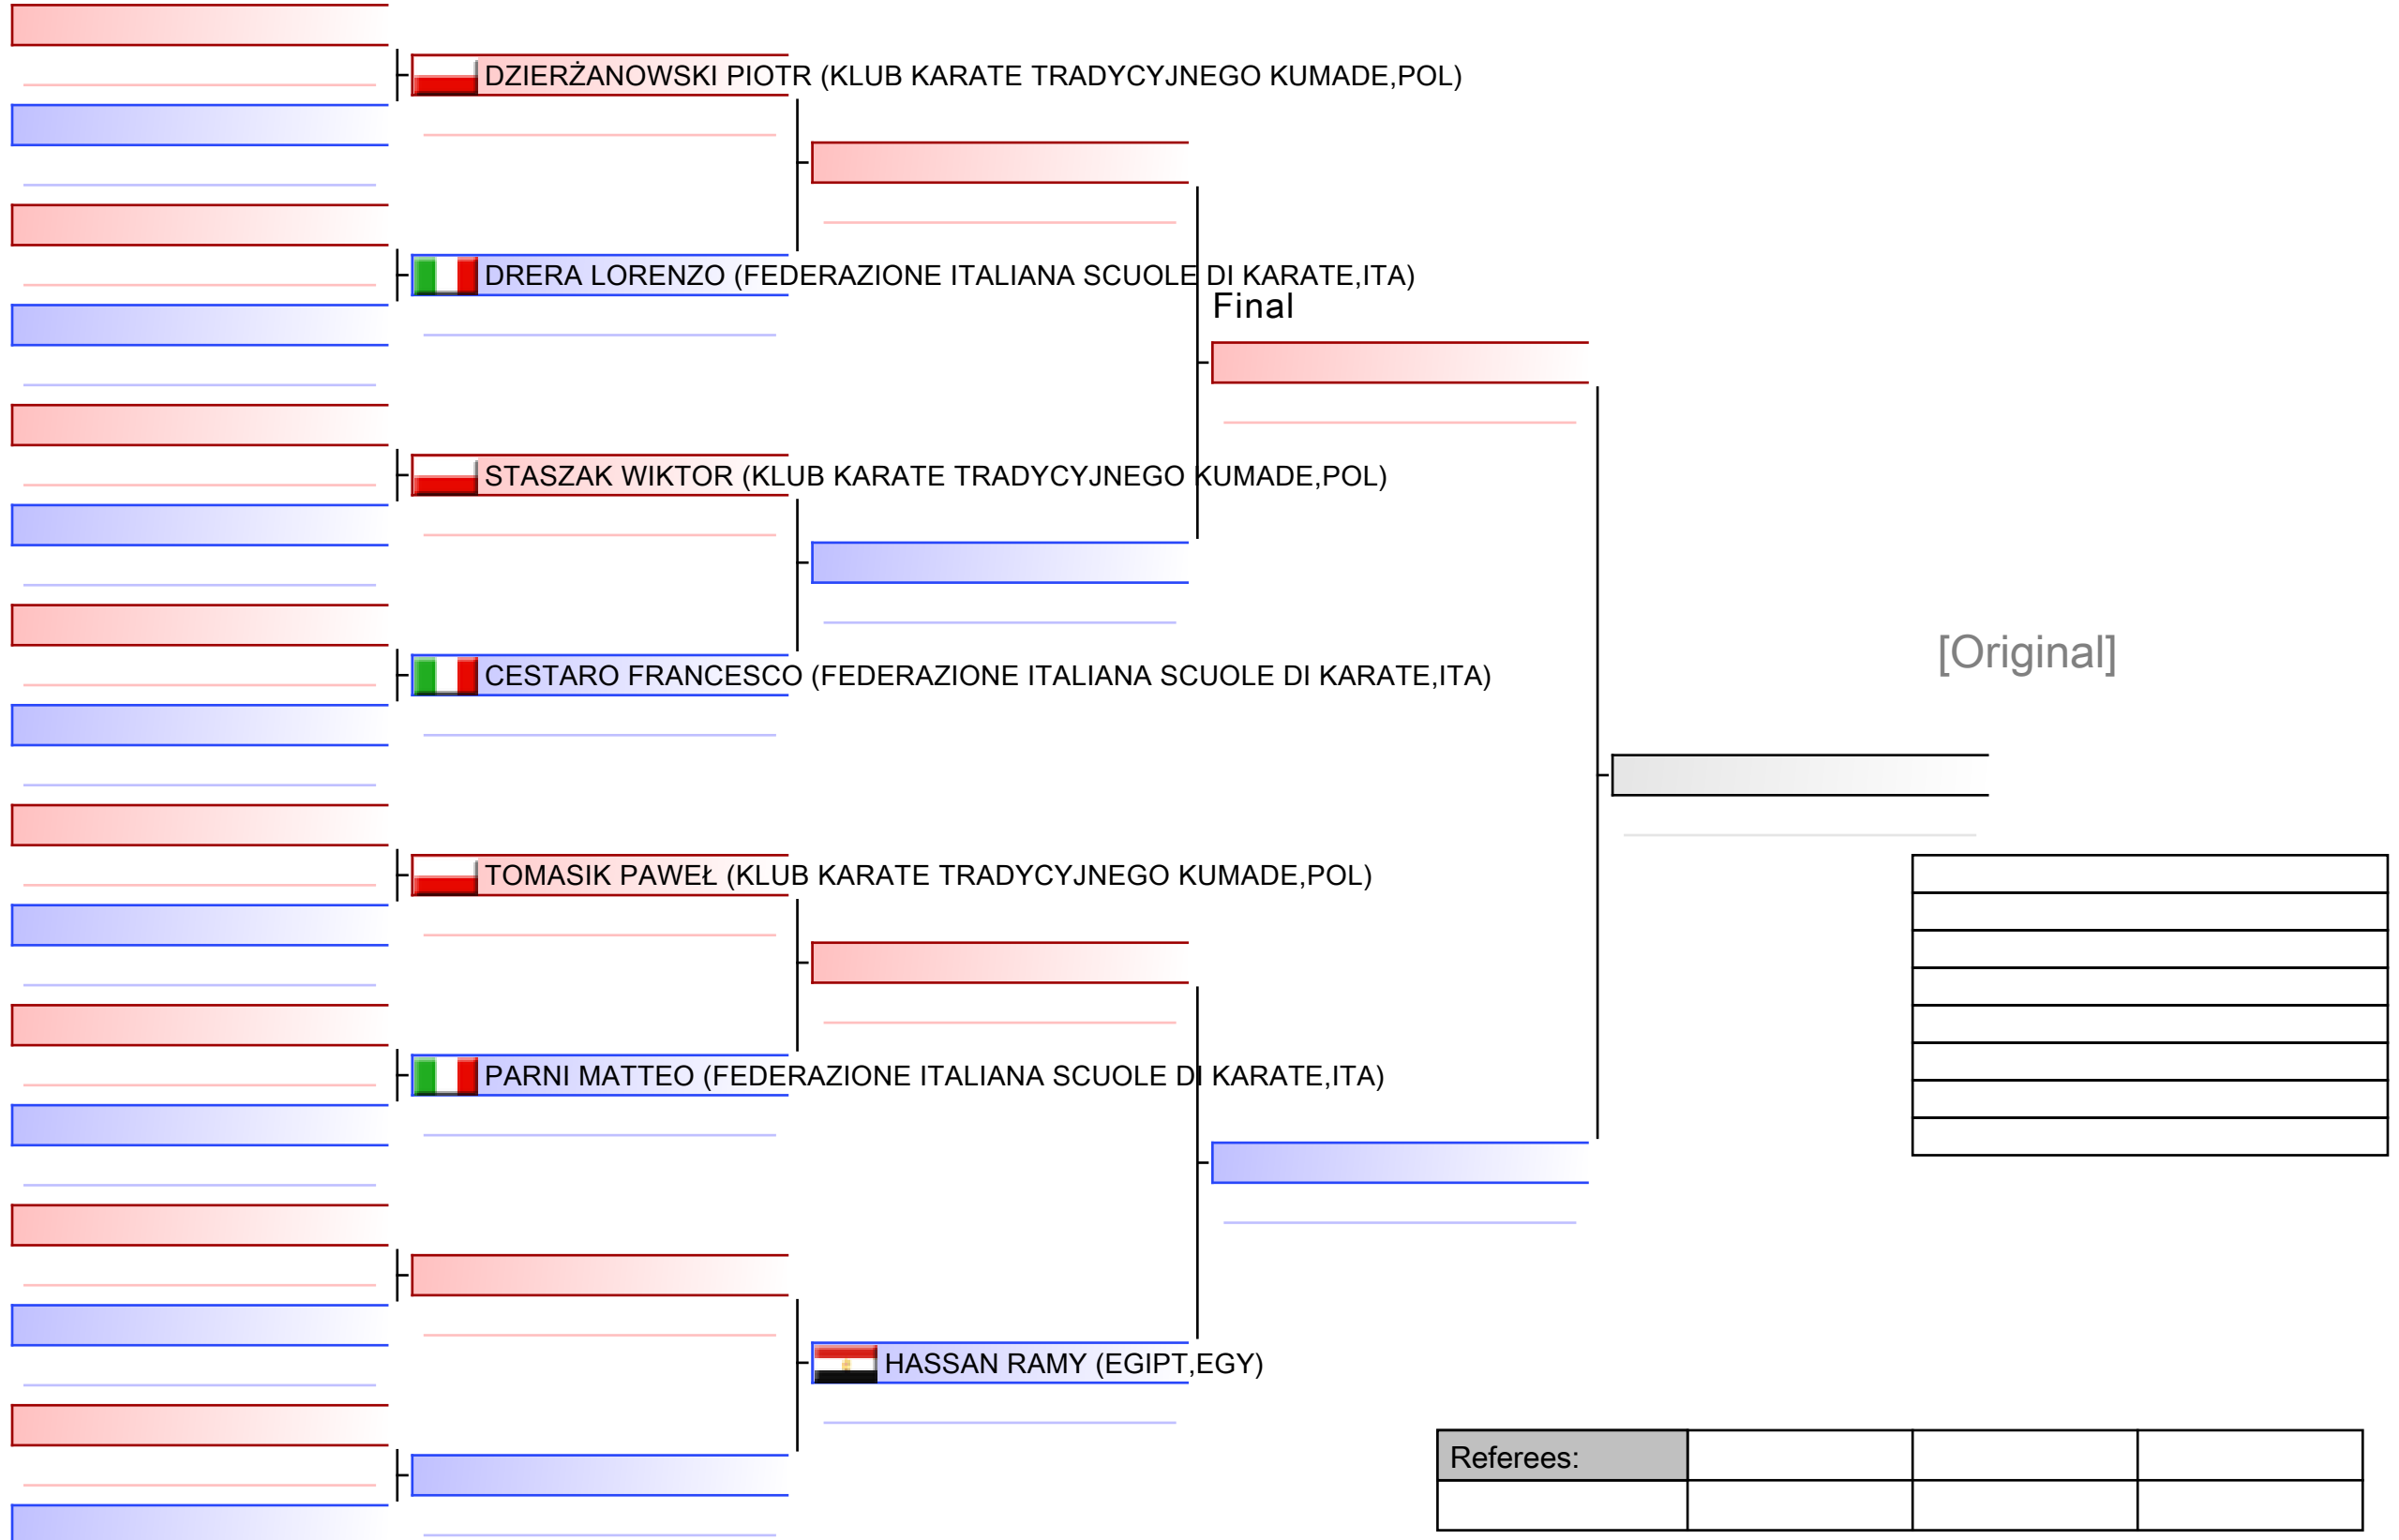 DZIERŻANOWSKI PIOTR (KLUB KARATE TRADYCYJNEGO KUMADE,POL)
DRERA LORENZO (FEDERAZIONE ITALIANA SCUOLE DI KARATE,ITA)
Final
STASZAK WIKTOR (KLUB KARATE TRADYCYJNEGO KUMADE,POL)
[Original]
CESTARO FRANCESCO (FEDERAZIONE ITALIANA SCUOLE DI KARATE,ITA)
TOMASIK PAWEŁ (KLUB KARATE TRADYCYJNEGO KUMADE,POL)
PARNI MATTEO (FEDERAZIONE ITALIANA SCUOLE DI KARATE,ITA)
HASSAN RAMY (EGIPT,EGY)
Referees: